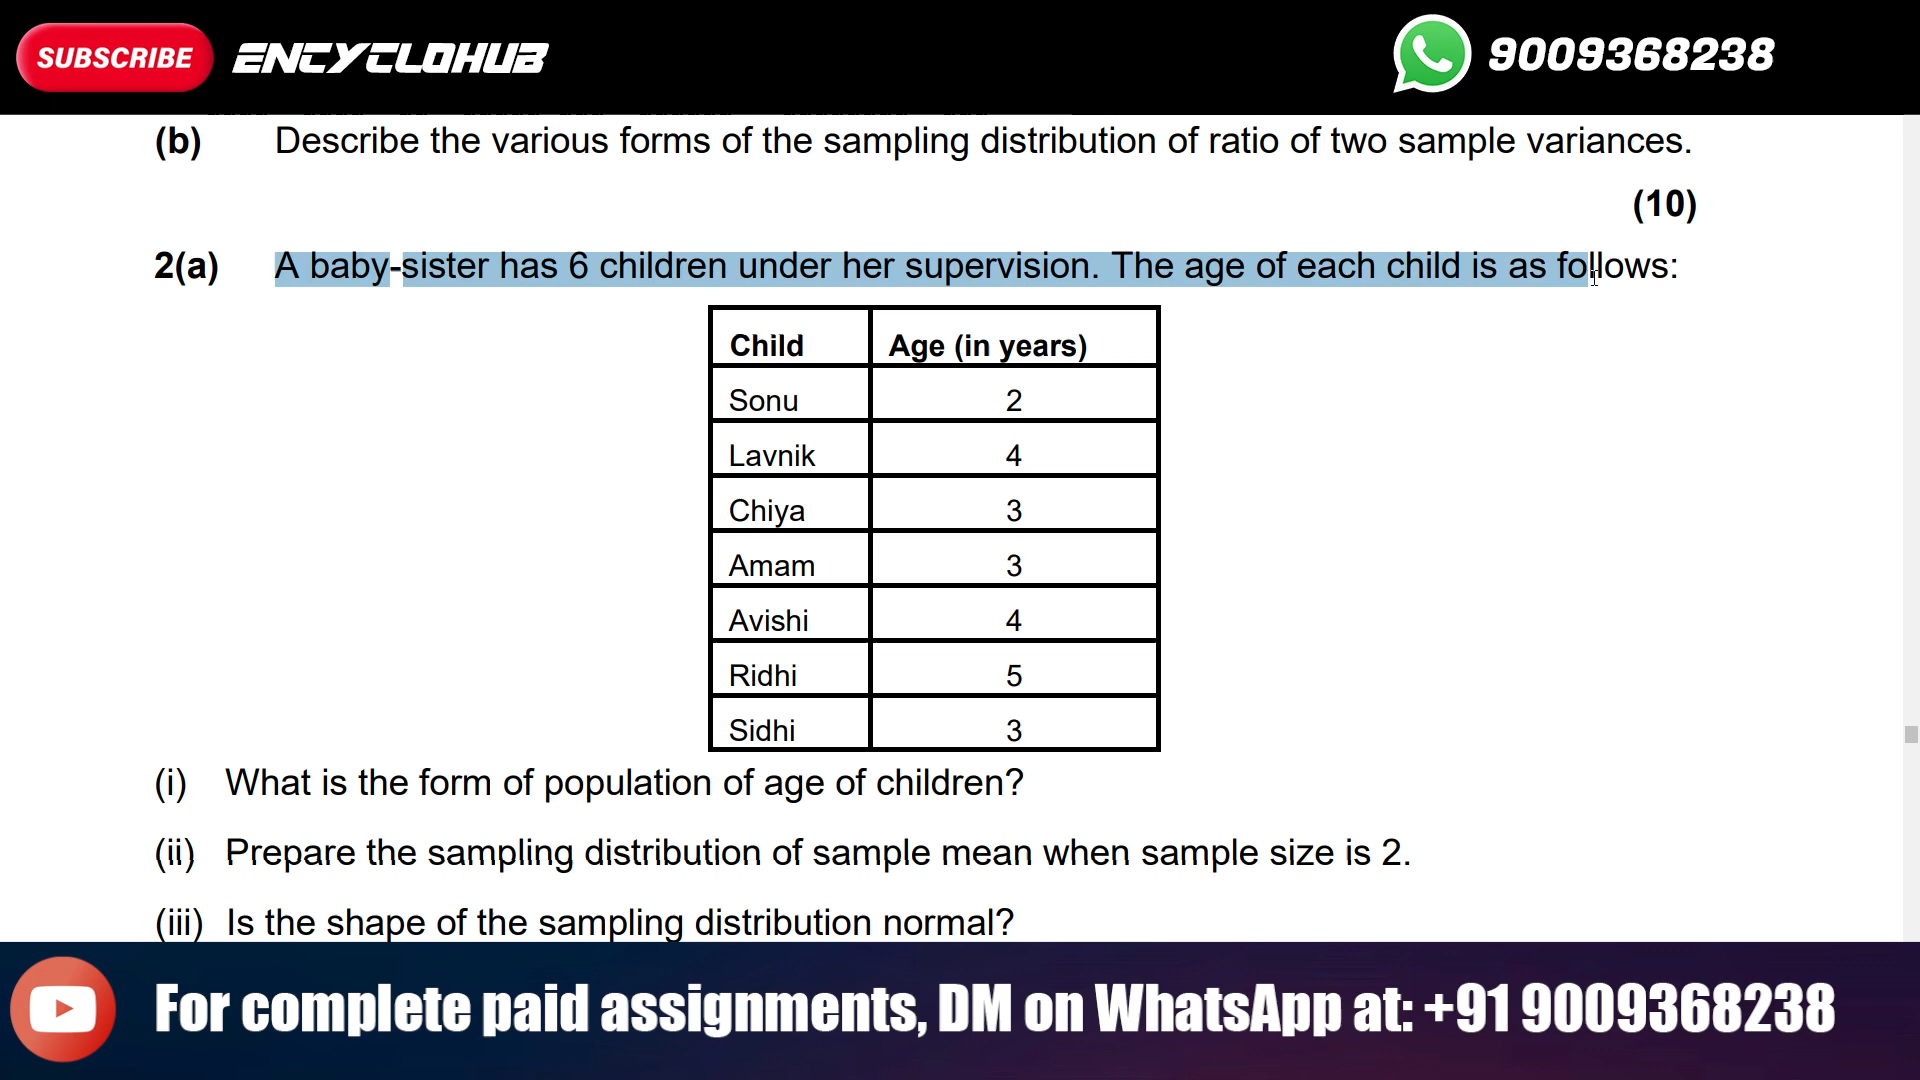 SUBSCRIBE ENCYCLOHUB 9009368238
(b) Describe the various forms of the sampling distribution of ratio of two sample variances.
(10)
2(a) A baby-sister has 6 children under her supervision. The age of each child is as follows:
Child Age (in years)
Sonu 2
Lavnik 4
Chiya 3
Amam 3
Avishi 4
Ridhi 5
Sidhi 3
(i) What is the form of population of age of children?
(ii) Prepare the sampling distribution of sample mean when sample size is 2.
(iii) Is the shape of the sampling distribution normal?
For complete paid assignments, DM on WhatsApp at: +91 9009368238